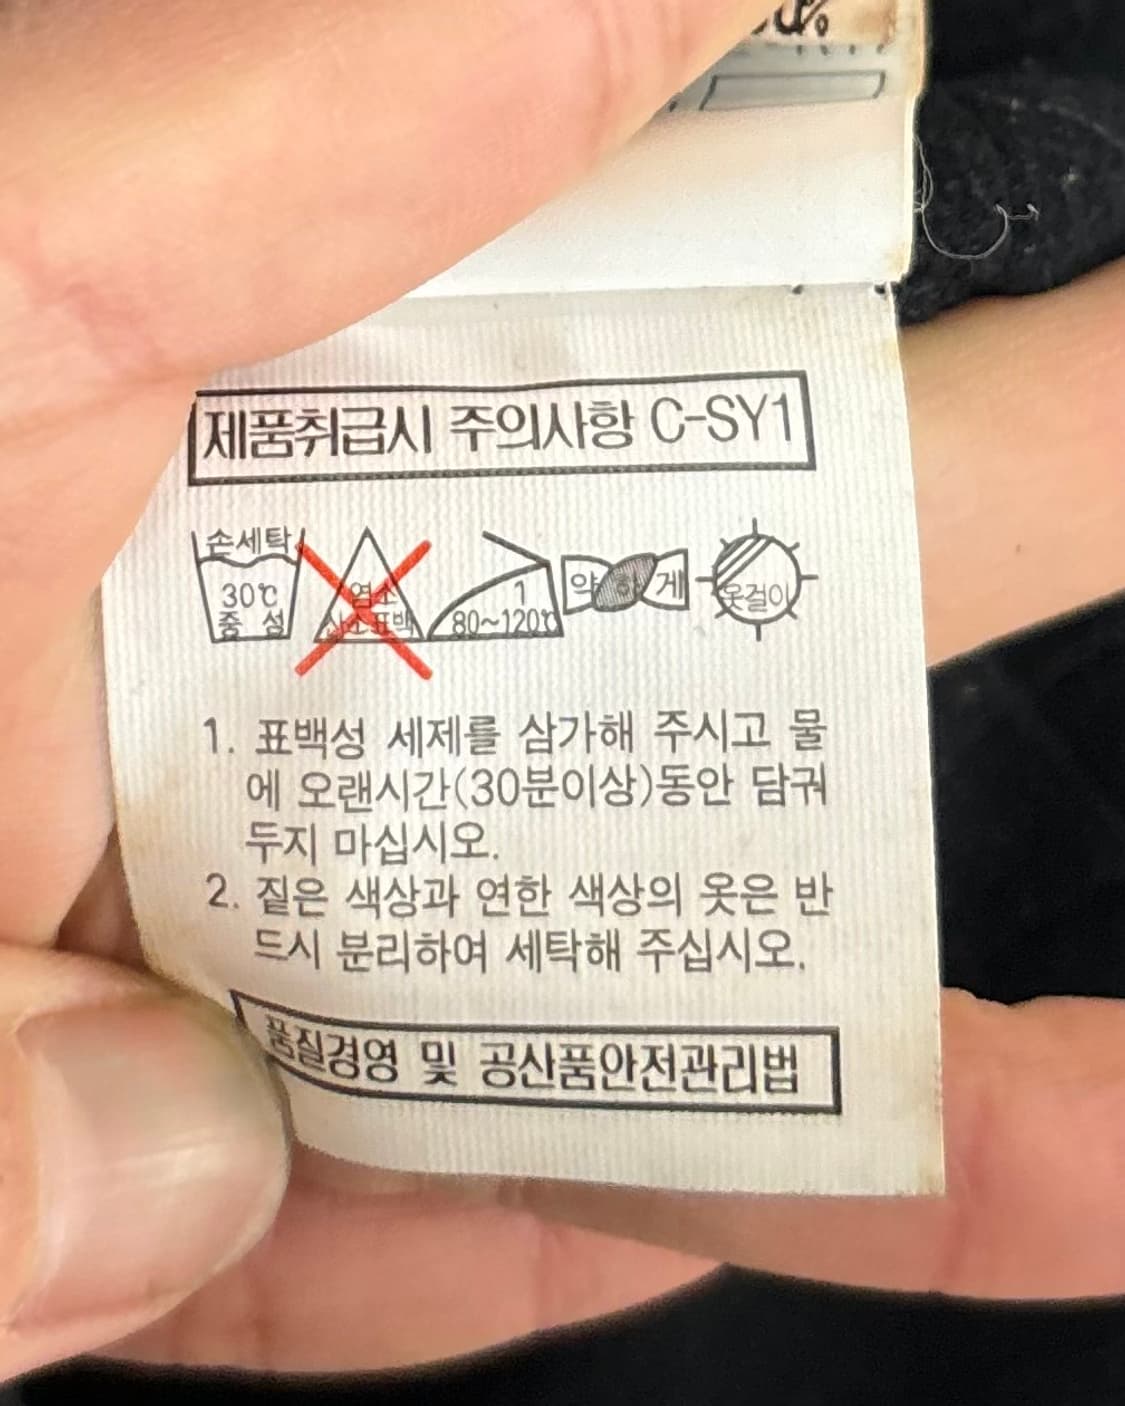 제품취급시 주의사항 C-SY1
손세탁
30℃
중 성
염소
산소표백
1
80~120℃
약하게
옷걸이
1. 표백성 세제를 삼가해 주시고 물
에 오랜시간(30분이상)동안 담궈
두지 마십시오.
2. 짙은 색상과 연한 색상의 옷은 반
드시 분리하여 세탁해 주십시오.
품질경영 및 공산품안전관리법